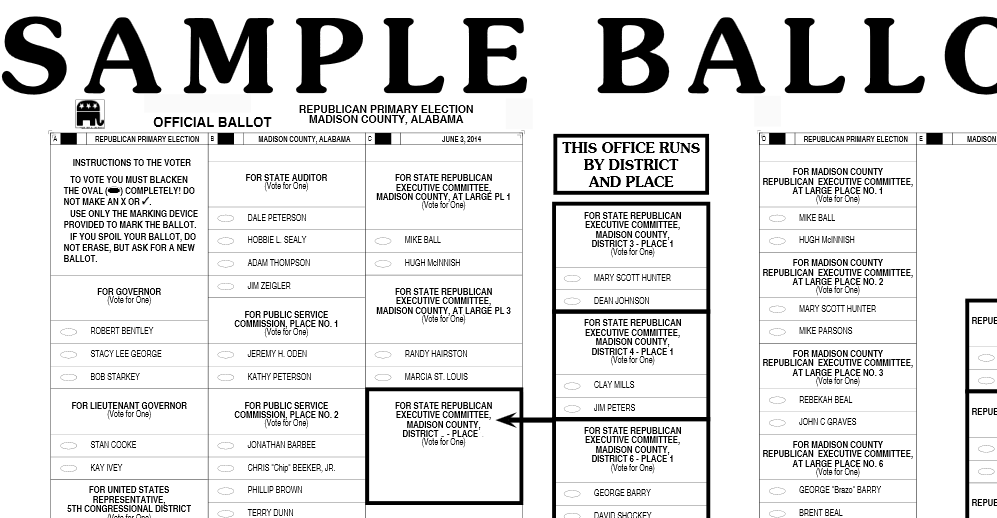 SAMPLE BALLO
OFFICIAL BALLOT
REPUBLICAN PRIMARY ELECTION
MADISON COUNTY, ALABAMA
A REPUBLICAN PRIMARY ELECTION
INSTRUCTIONS TO THE VOTER
TO VOTE YOU MUST BLACKEN
THE OVAL ( ) COMPLETELY! DO
NOT MAKE AN X OR ✓.
USE ONLY THE MARKING DEVICE
PROVIDED TO MARK THE BALLOT.
IF YOU SPOIL YOUR BALLOT, DO
NOT ERASE, BUT ASK FOR A NEW
BALLOT.
FOR GOVERNOR
(Vote for One)
ROBERT BENTLEY
STACY LEE GEORGE
BOB STARKEY
FOR LIEUTENANT GOVERNOR
(Vote for One)
STAN COOKE
KAY IVEY
FOR UNITED STATES
REPRESENTATIVE,
5TH CONGRESSIONAL DISTRICT
(Vote for One)
B MADISON COUNTY, ALABAMA
FOR STATE AUDITOR
(Vote for One)
DALE PETERSON
HOBBIE L. SEALY
ADAM THOMPSON
JIM ZEIGLER
FOR PUBLIC SERVICE
COMMISSION, PLACE NO. 1
(Vote for One)
JEREMY H. ODEN
KATHY PETERSON
FOR PUBLIC SERVICE
COMMISSION, PLACE NO. 2
(Vote for One)
JONATHAN BARBEE
CHRIS "Chip" BEEKER, JR.
PHILLIP BROWN
TERRY DUNN
C JUNE 3, 2014
FOR STATE REPUBLICAN
EXECUTIVE COMMITTEE,
MADISON COUNTY, AT LARGE PL 1
(Vote for One)
MIKE BALL
HUGH McINNISH
FOR STATE REPUBLICAN
EXECUTIVE COMMITTEE,
MADISON COUNTY, AT LARGE PL 3
(Vote for One)
RANDY HAIRSTON
MARCIA ST. LOUIS
FOR STATE REPUBLICAN
EXECUTIVE COMMITTEE,
MADISON COUNTY,
DISTRICT - PLACE
(Vote for One)
THIS OFFICE RUNS
BY DISTRICT
AND PLACE
FOR STATE REPUBLICAN
EXECUTIVE COMMITTEE,
MADISON COUNTY,
DISTRICT 3 - PLACE 1
(Vote for One)
MARY SCOTT HUNTER
DEAN JOHNSON
FOR STATE REPUBLICAN
EXECUTIVE COMMITTEE,
MADISON COUNTY,
DISTRICT 4 - PLACE 1
(Vote for One)
CLAY MILLS
JIM PETERS
FOR STATE REPUBLICAN
EXECUTIVE COMMITTEE,
MADISON COUNTY,
DISTRICT 6 - PLACE 1
(Vote for One)
GEORGE BARRY
DAVID SHOCKEY
D REPUBLICAN PRIMARY ELECTION
FOR MADISON COUNTY
REPUBLICAN EXECUTIVE COMMITTEE,
AT LARGE PLACE NO. 1
(Vote for One)
MIKE BALL
HUGH McINNISH
FOR MADISON COUNTY
REPUBLICAN EXECUTIVE COMMITTEE,
AT LARGE PLACE NO. 2
(Vote for One)
MARY SCOTT HUNTER
MIKE PARSONS
FOR MADISON COUNTY
REPUBLICAN EXECUTIVE COMMITTEE,
AT LARGE PLACE NO. 3
(Vote for One)
REBEKAH BEAL
JOHN C GRAVES
FOR MADISON COUNTY
REPUBLICAN EXECUTIVE COMMITTEE,
AT LARGE PLACE NO. 6
(Vote for One)
GEORGE "Brazo" BARRY
BRENT BEAL
E MADISON
REPUB
REPUB
REPUB